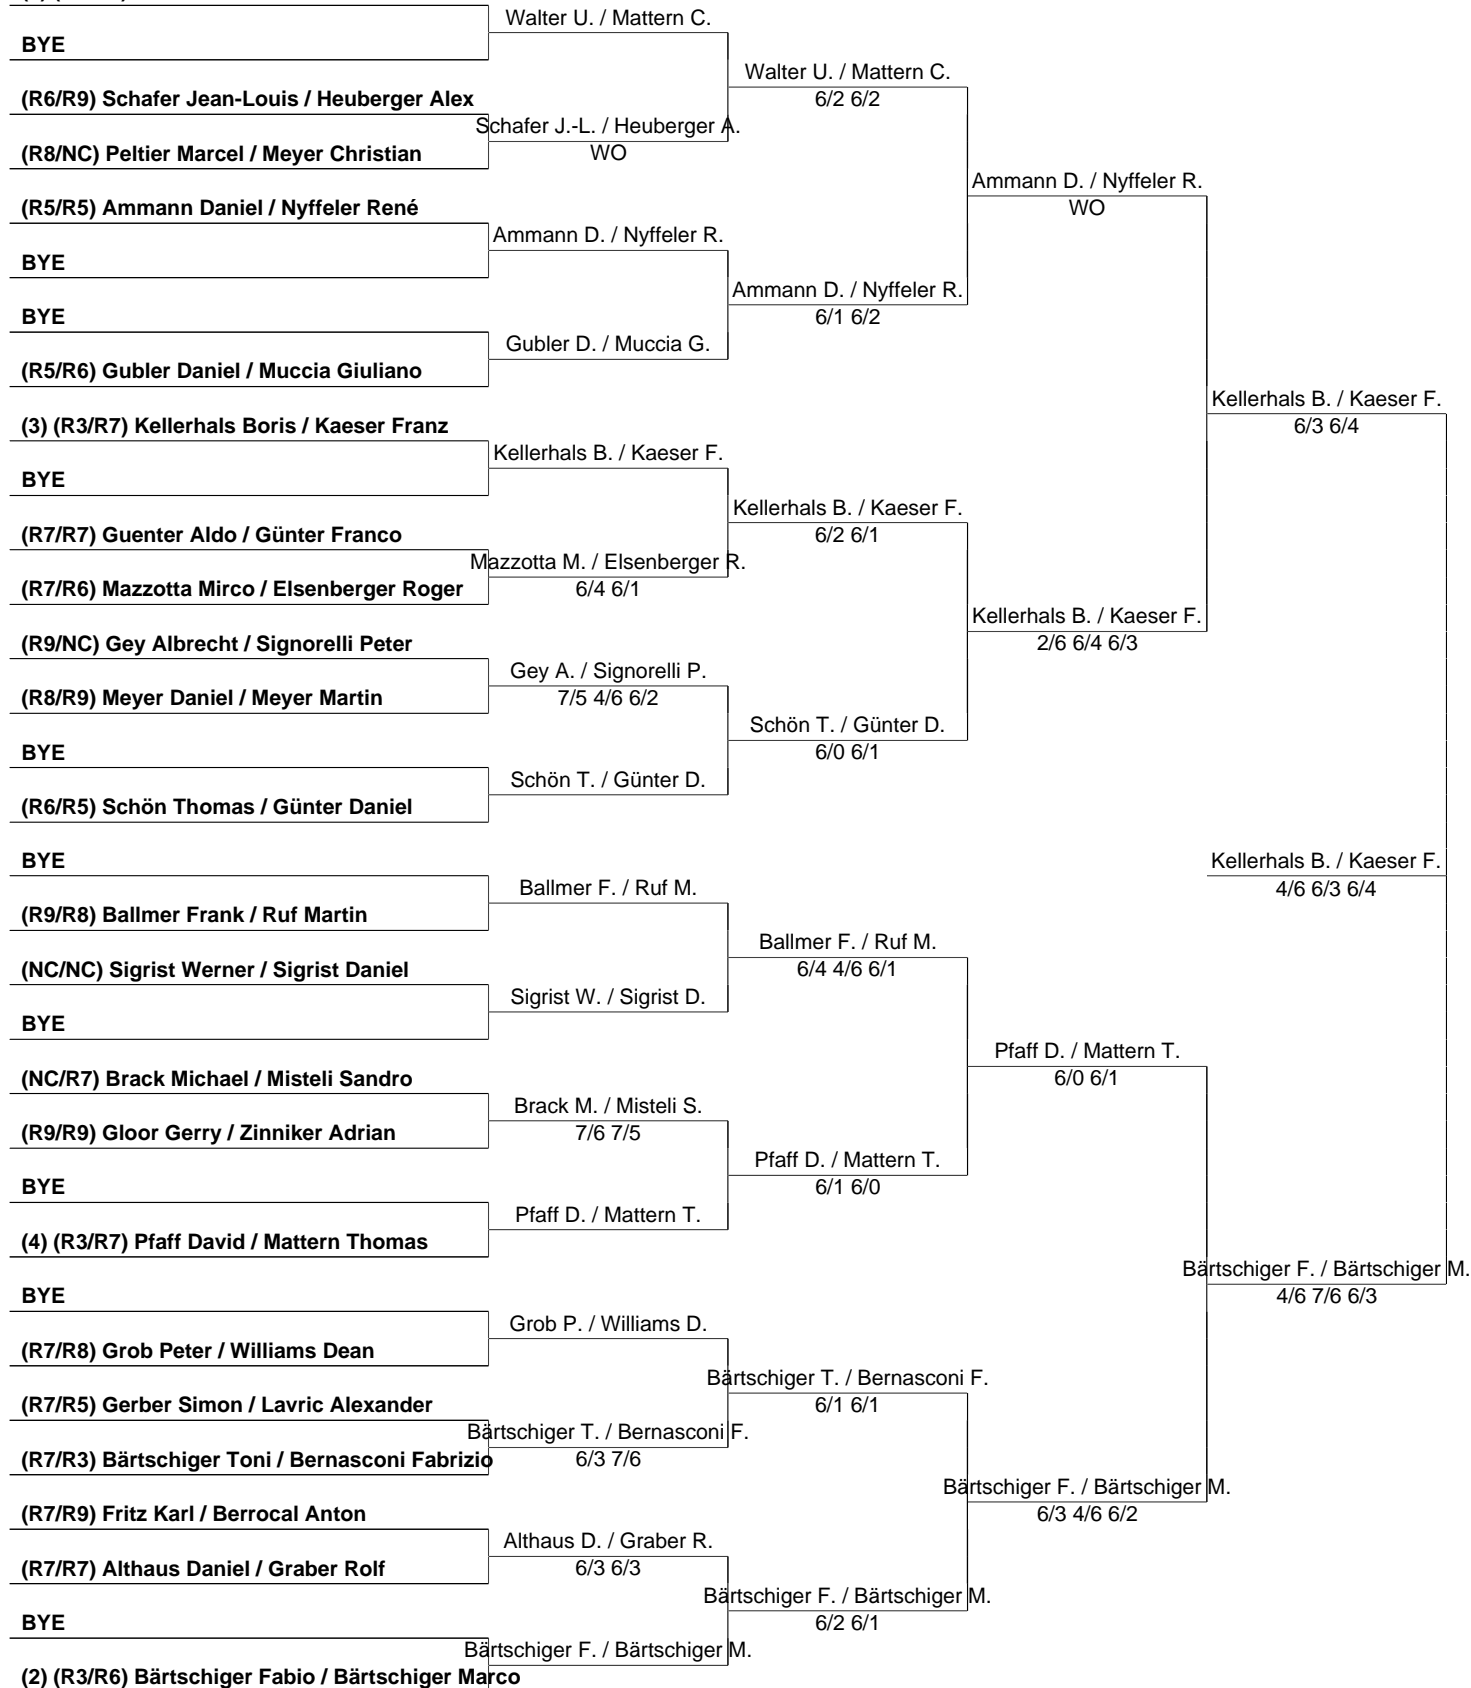 BYE
(R6/R9) Schafer Jean-Louis / Heuberger Alex
(R8/NC) Peltier Marcel / Meyer Christian
(R5/R5) Ammann Daniel / Nyffeler René
BYE
BYE
(R5/R6) Gubler Daniel / Muccia Giuliano
(3) (R3/R7) Kellerhals Boris / Kaeser Franz
BYE
(R7/R7) Guenter Aldo / Günter Franco
(R7/R6) Mazzotta Mirco / Elsenberger Roger
(R9/NC) Gey Albrecht / Signorelli Peter
(R8/R9) Meyer Daniel / Meyer Martin
BYE
(R6/R5) Schön Thomas / Günter Daniel
BYE
(R9/R8) Ballmer Frank / Ruf Martin
(NC/NC) Sigrist Werner / Sigrist Daniel
BYE
(NC/R7) Brack Michael / Misteli Sandro
(R9/R9) Gloor Gerry / Zinniker Adrian
BYE
(4) (R3/R7) Pfaff David / Mattern Thomas
BYE
(R7/R8) Grob Peter / Williams Dean
(R7/R5) Gerber Simon / Lavric Alexander
(R7/R3) Bärtschiger Toni / Bernasconi Fabrizio
(R7/R9) Fritz Karl / Berrocal Anton
(R7/R7) Althaus Daniel / Graber Rolf
BYE
(2) (R3/R6) Bärtschiger Fabio / Bärtschiger Marco
Walter U. / Mattern C.
Schafer J.-L. / Heuberger A.
WO
Ammann D. / Nyffeler R.
Gubler D. / Muccia G.
Kellerhals B. / Kaeser F.
Mazzotta M. / Elsenberger R.
6/4 6/1
Gey A. / Signorelli P.
7/5 4/6 6/2
Schön T. / Günter D.
Ballmer F. / Ruf M.
Sigrist W. / Sigrist D.
Brack M. / Misteli S.
7/6 7/5
Pfaff D. / Mattern T.
Grob P. / Williams D.
Bärtschiger T. / Bernasconi F.
6/3 7/6
Althaus D. / Graber R.
6/3 6/3
Bärtschiger F. / Bärtschiger M.
Walter U. / Mattern C.
6/2 6/2
Ammann D. / Nyffeler R.
6/1 6/2
Kellerhals B. / Kaeser F.
6/2 6/1
Schön T. / Günter D.
6/0 6/1
Ballmer F. / Ruf M.
6/4 4/6 6/1
Pfaff D. / Mattern T.
6/1 6/0
Bärtschiger T. / Bernasconi F.
6/1 6/1
Bärtschiger F. / Bärtschiger M.
6/2 6/1
Ammann D. / Nyffeler R.
WO
Kellerhals B. / Kaeser F.
2/6 6/4 6/3
Pfaff D. / Mattern T.
6/0 6/1
Bärtschiger F. / Bärtschiger M.
6/3 4/6 6/2
Kellerhals B. / Kaeser F.
6/3 6/4
Bärtschiger F. / Bärtschiger M.
4/6 7/6 6/3
Kellerhals B. / Kaeser F.
4/6 6/3 6/4